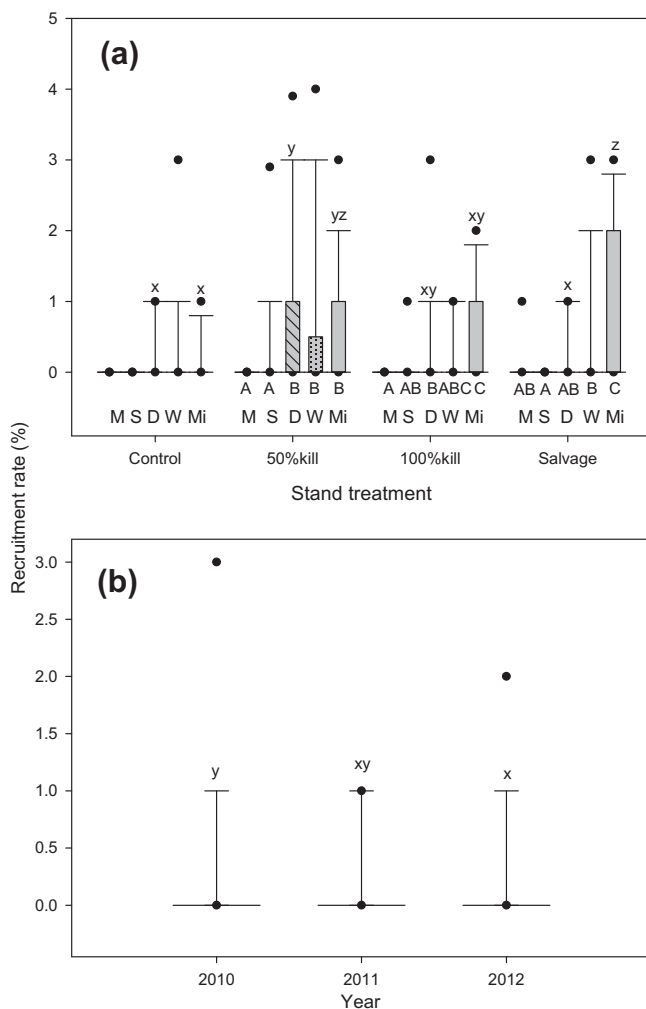 5
(a)
z
4
y
3
yz
xy
2
x x xy x
1
0
A A B B B A AB B ABC C AB A AB B C
M S D W Mi M S D W Mi M S D W Mi M S D W Mi
Control 50%kill 100%kill Salvage
Stand treatment
Recruitment rate (%)
3.0
(b)
2.5
2.0
1.5
y xy x
1.0
0.5
0.0
2010 2011 2012
Year